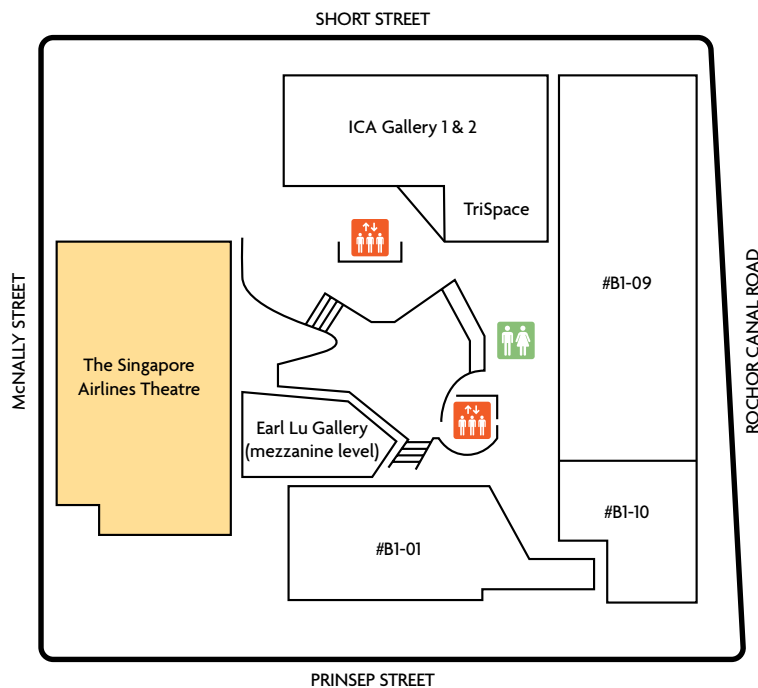 SHORT STREET
ICA Gallery 1 & 2
TriSpace
#B1-09
McNALLY STREET
ROCHOR CANAL ROAD
The Singapore
Airlines Theatre
Earl Lu Gallery
(mezzanine level)
#B1-10
#B1-01
PRINSEP STREET